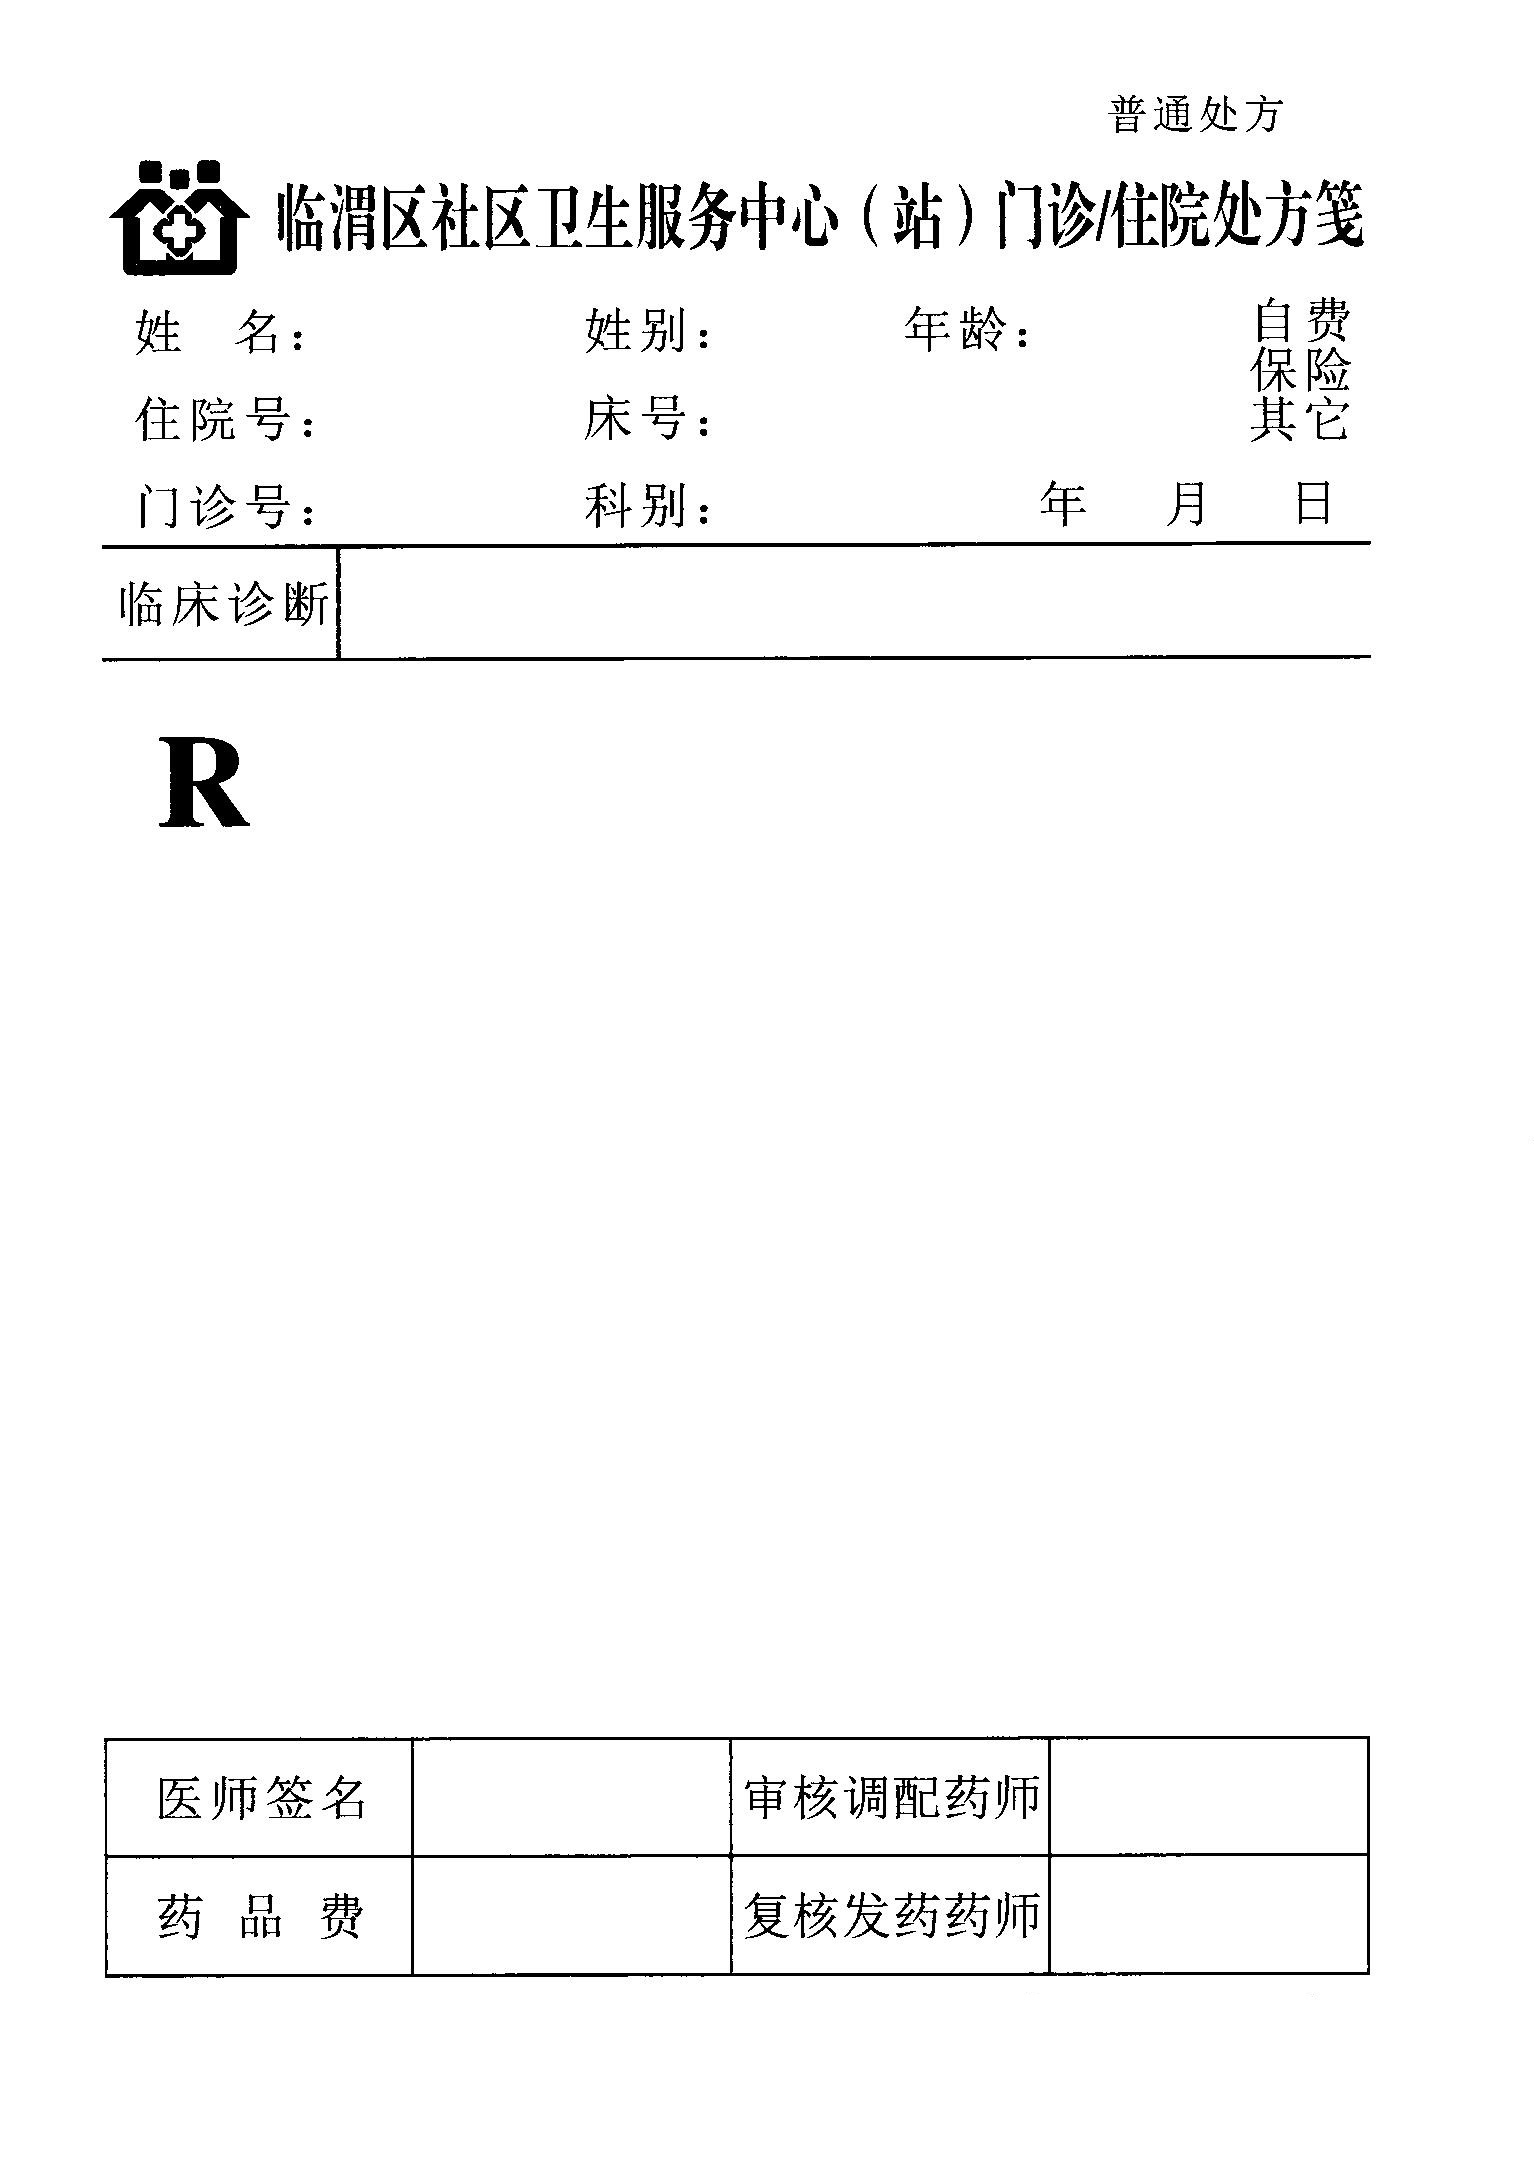 普通处方
临渭区社区卫生服务中心（站）门诊/住院处方笺
姓 名： 姓别： 年龄： 自费
保险
住院号： 床号： 其它
门诊号： 科别： 年 月 日
临床诊断
R
医师签名 审核调配药师
药品费 复核发药药师